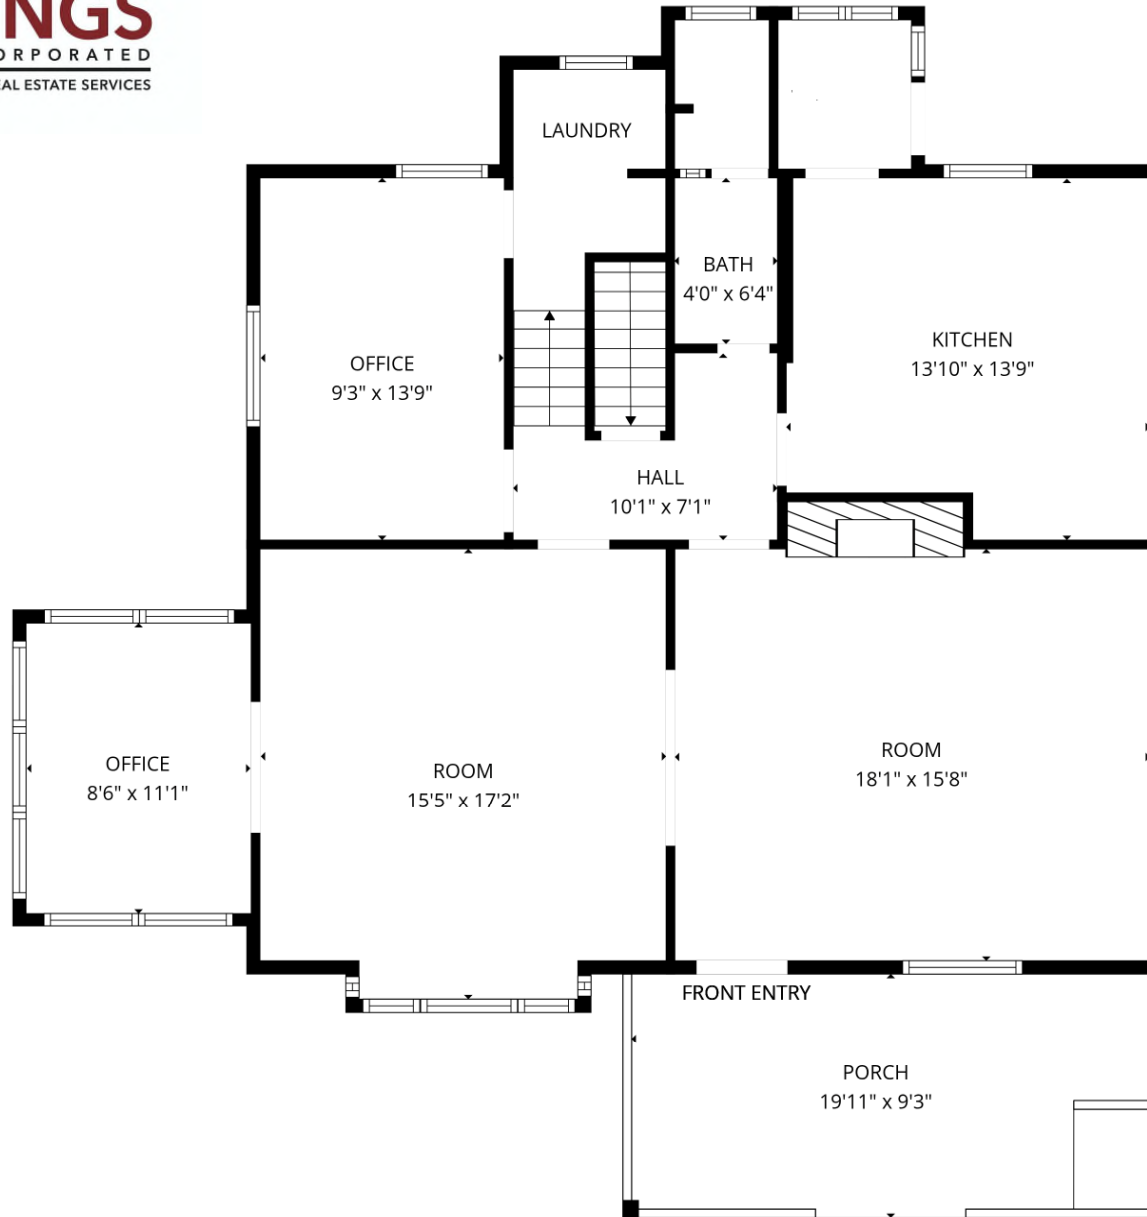 NGS
ORPORATED
EAL ESTATE SERVICES
LAUNDRY
BATH
4'0" x 6'4"
KITCHEN
13'10" x 13'9"
OFFICE
9'3" x 13'9"
HALL
10'1" x 7'1"
OFFICE
8'6" x 11'1"
ROOM
15'5" x 17'2"
ROOM
18'1" x 15'8"
FRONT ENTRY
PORCH
19'11" x 9'3"